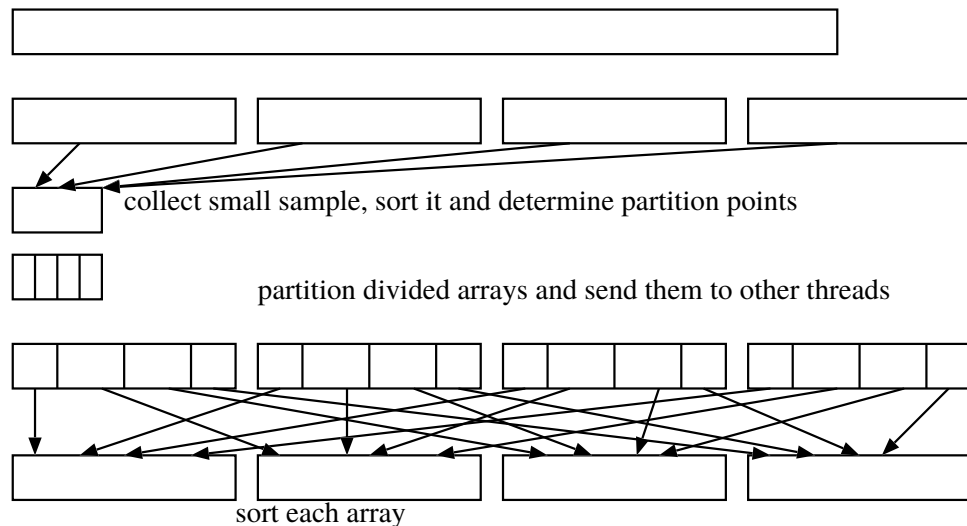 collect small sample, sort it and determine partition points
partition divided arrays and send them to other threads
sort each array